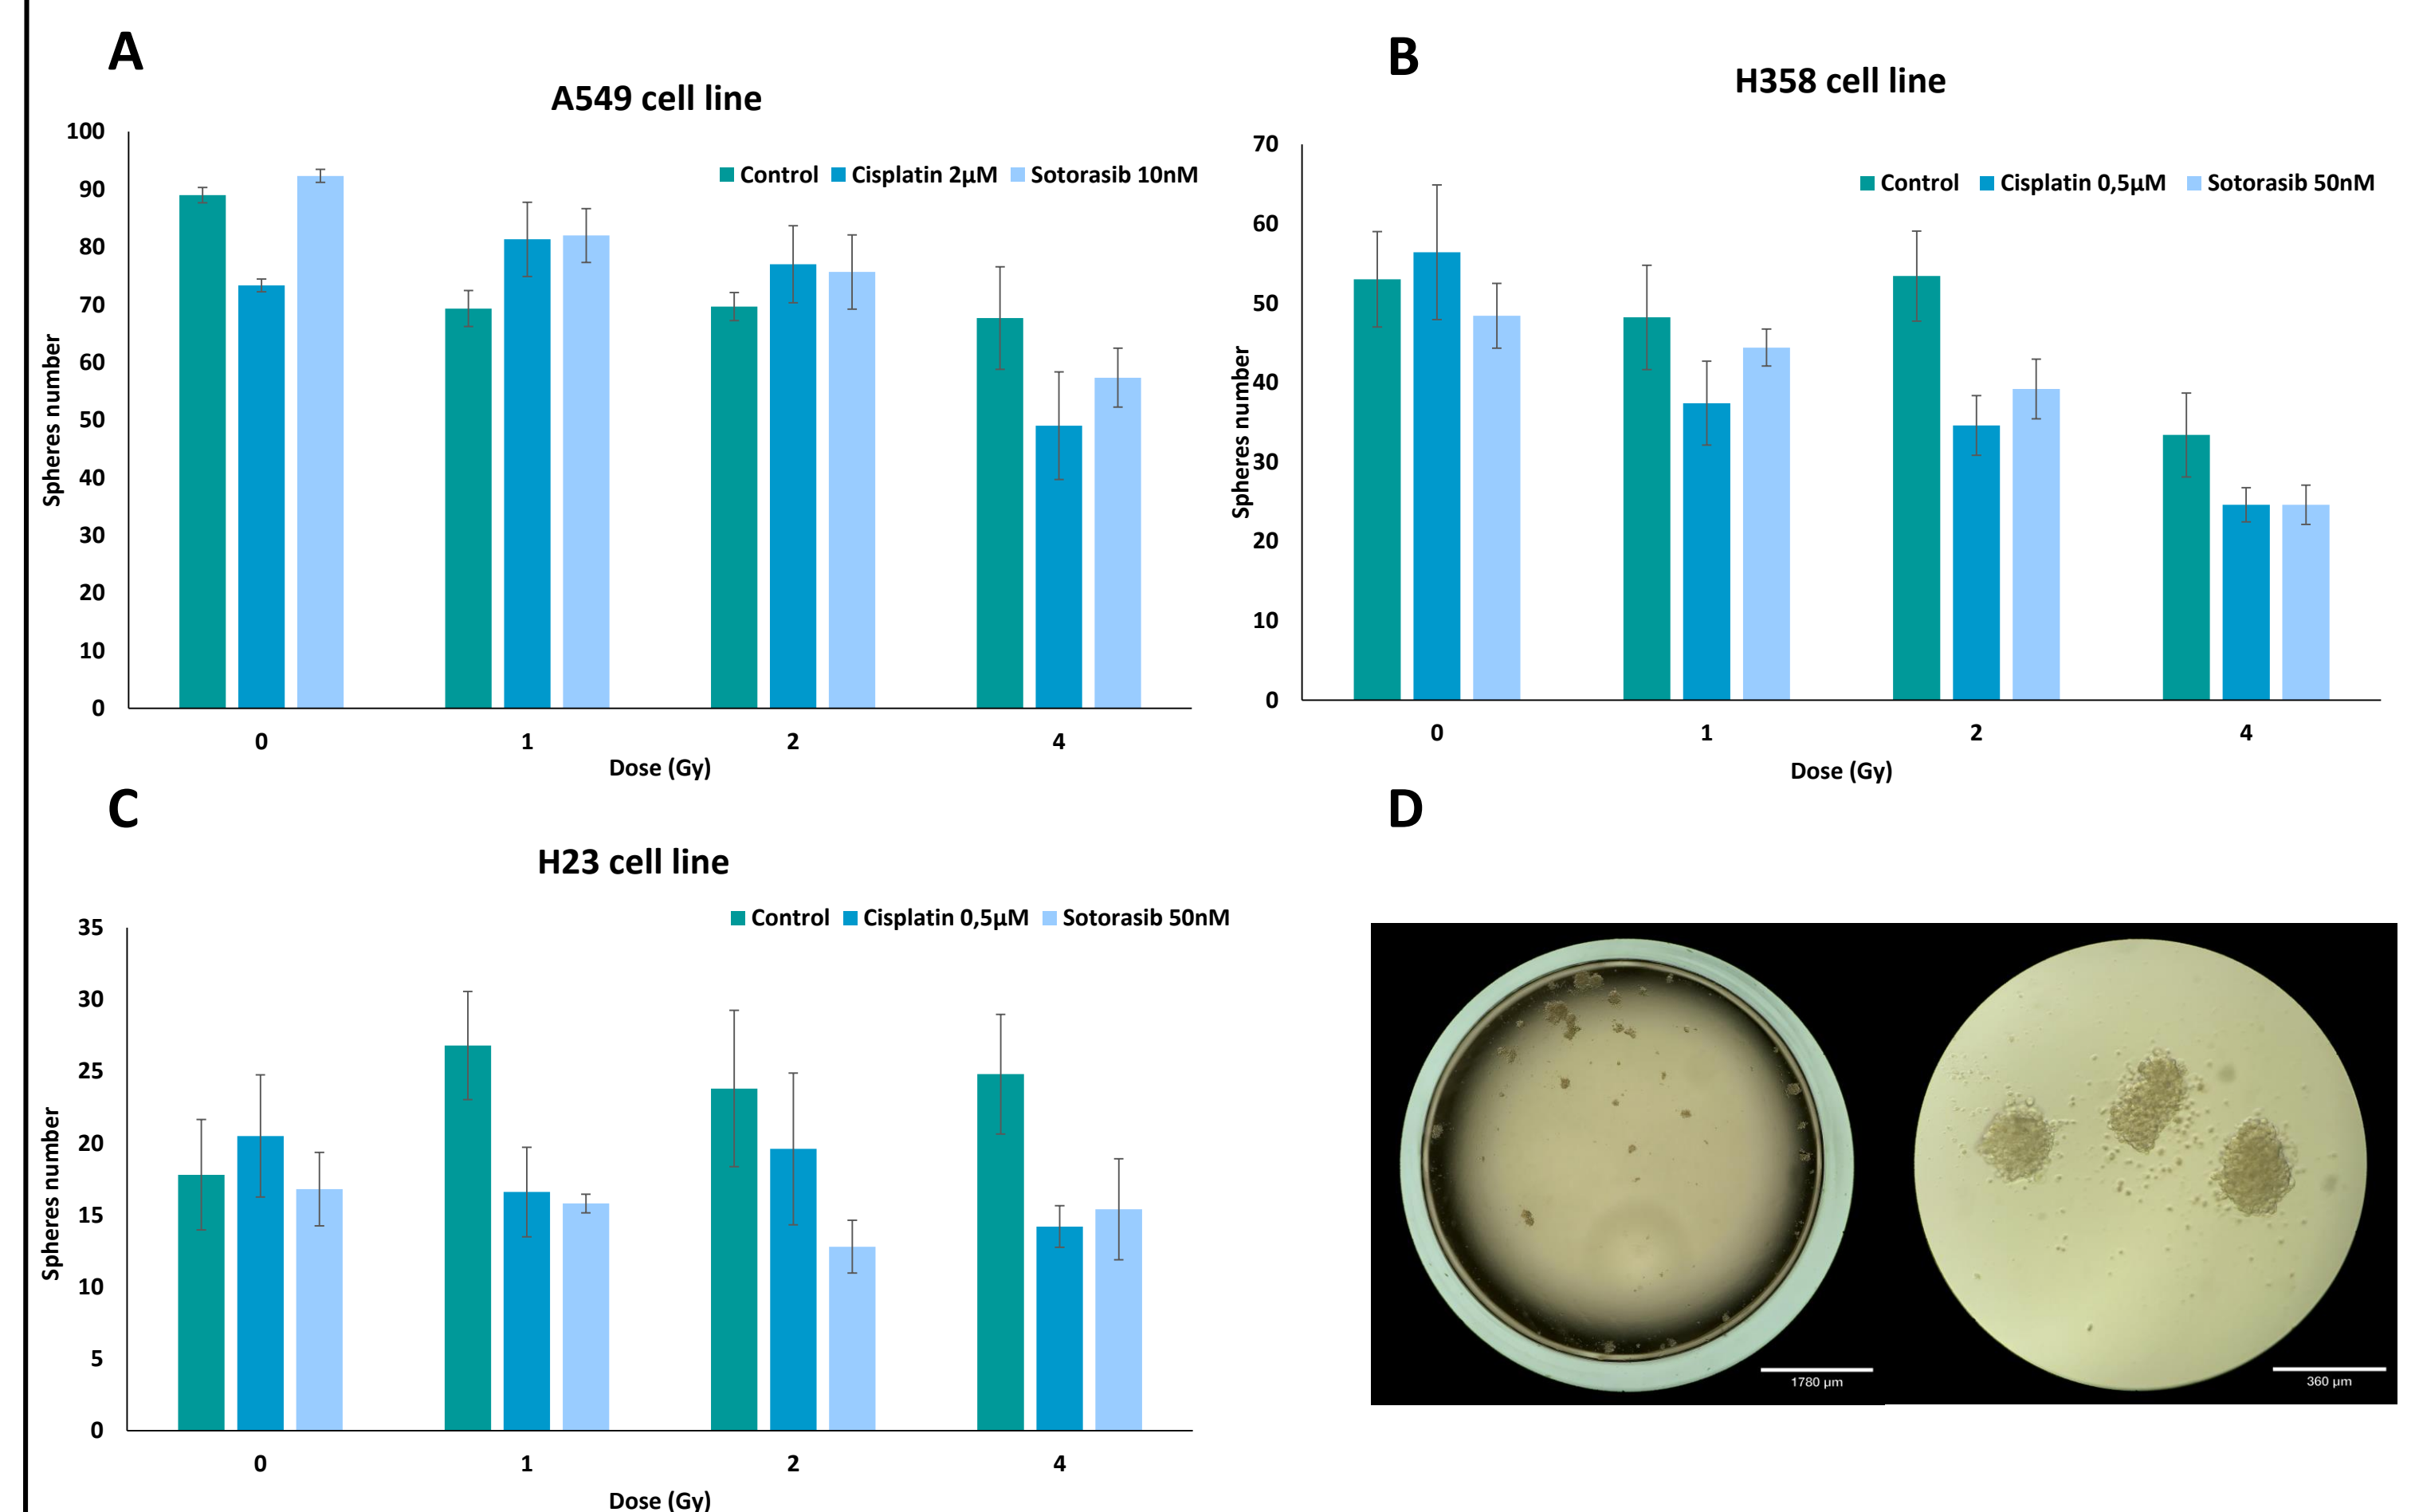 A
A549 cell line
Control Cisplatin 2µM Sotorasib 10nM
Spheres number
100
90
80
70
60
50
40
30
20
10
0
0 1 2 4
Dose (Gy)
B
H358 cell line
Control Cisplatin 0,5µM Sotorasib 50nM
Spheres number
70
60
50
40
30
20
10
0
0 1 2 4
Dose (Gy)
C
H23 cell line
Control Cisplatin 0,5µM Sotorasib 50nM
Spheres number
35
30
25
20
15
10
5
0
0 1 2 4
Dose (Gy)
D
1780 µm
360 µm